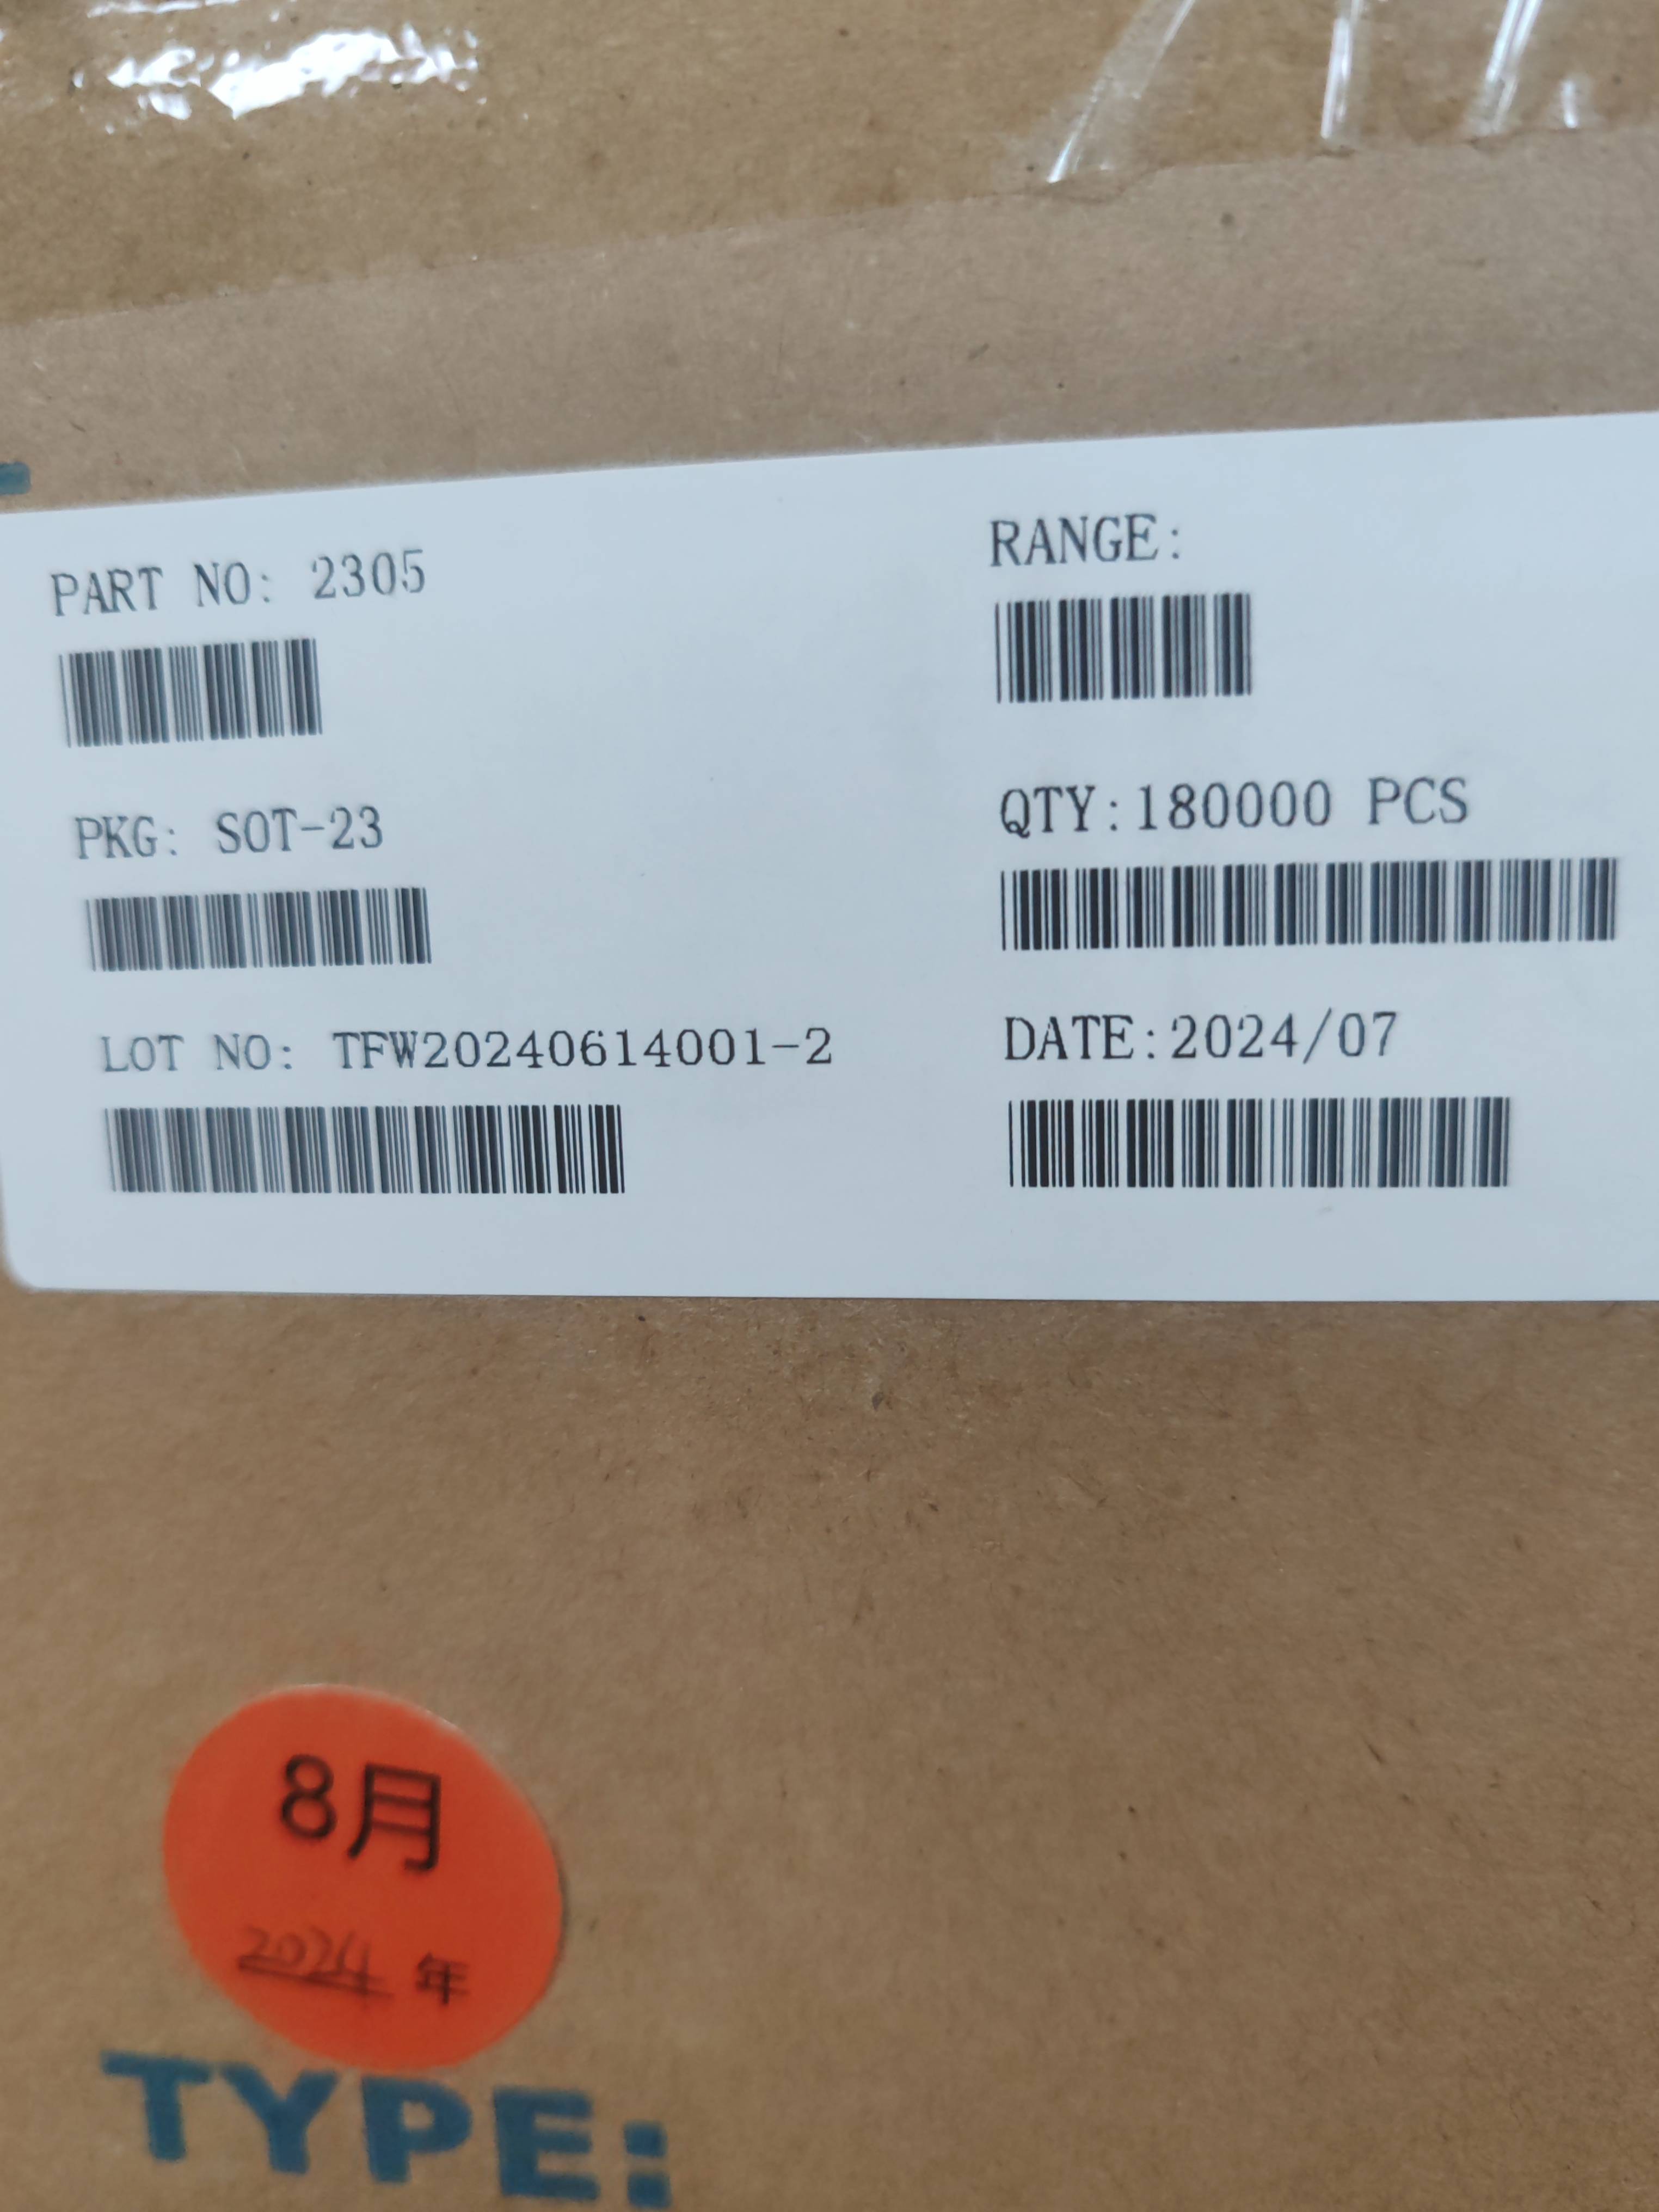 PART NO: 2305
RANGE:
PKG: SOT-23
QTY:180000 PCS
LOT NO: TFW20240614001-2
DATE:2024/07
8月
2024 年
TYPE: